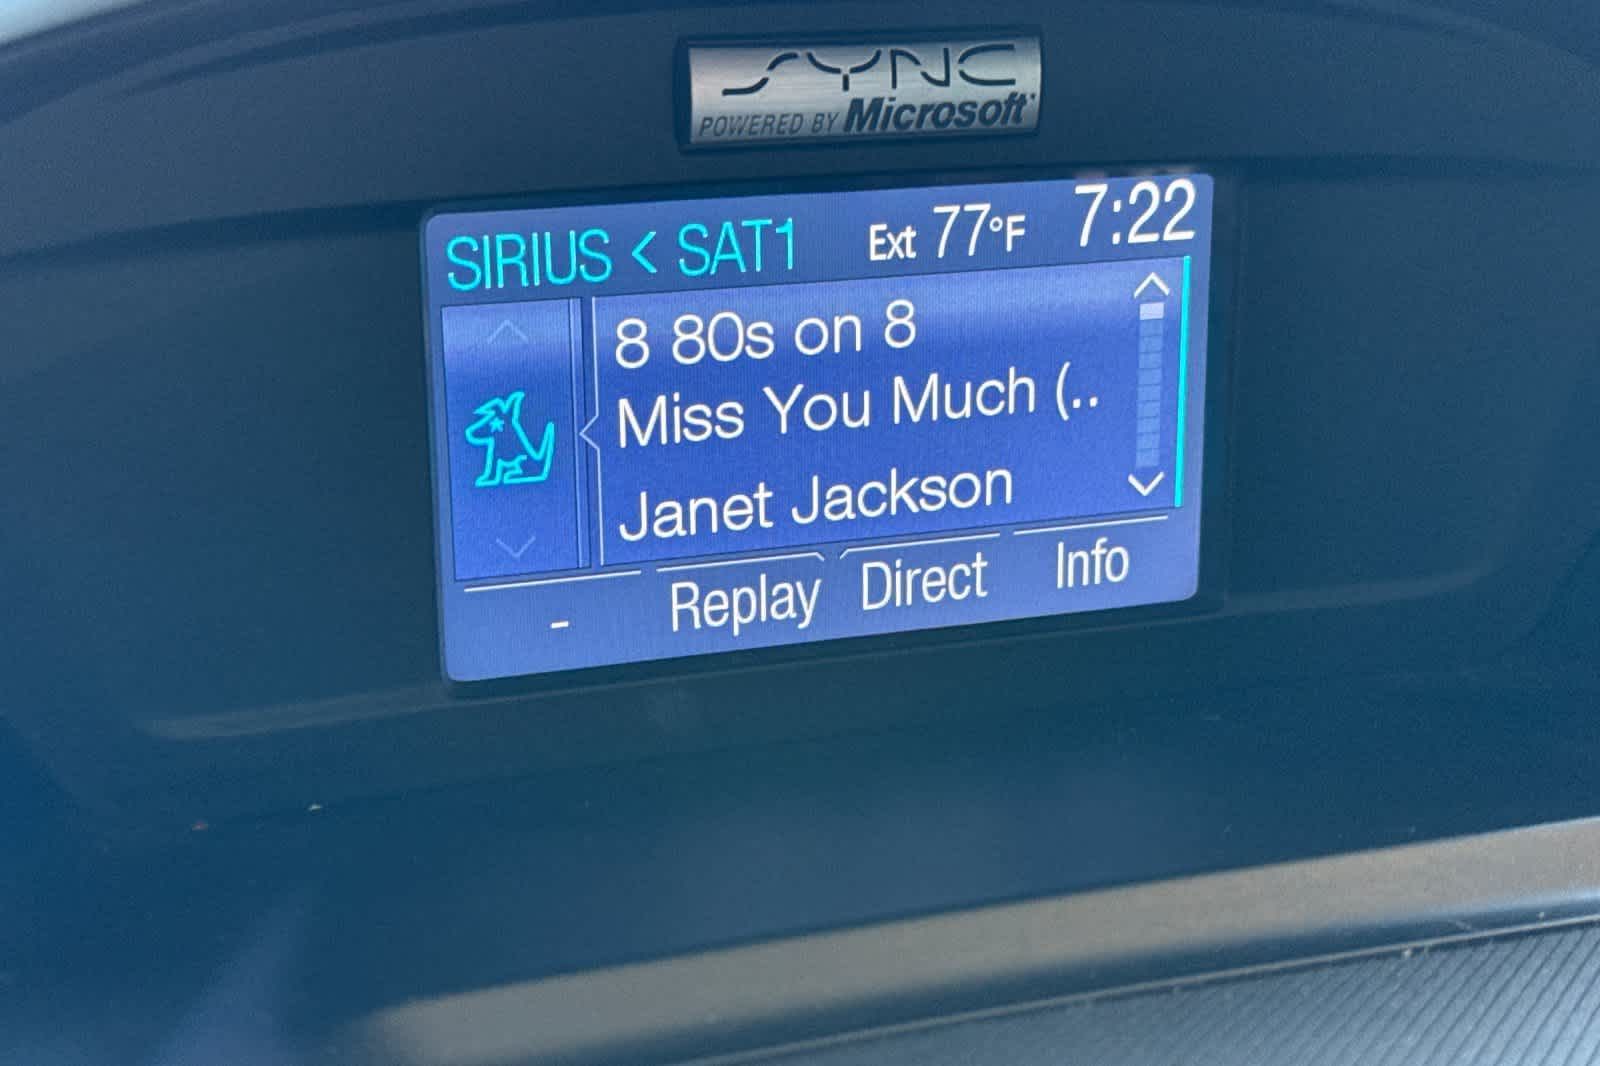 SYNC
POWERED BY Microsoft
SIRIUS < SAT1 Ext 77°F 7:22
8 80s on 8
Miss You Much (..
Janet Jackson
- Replay Direct Info